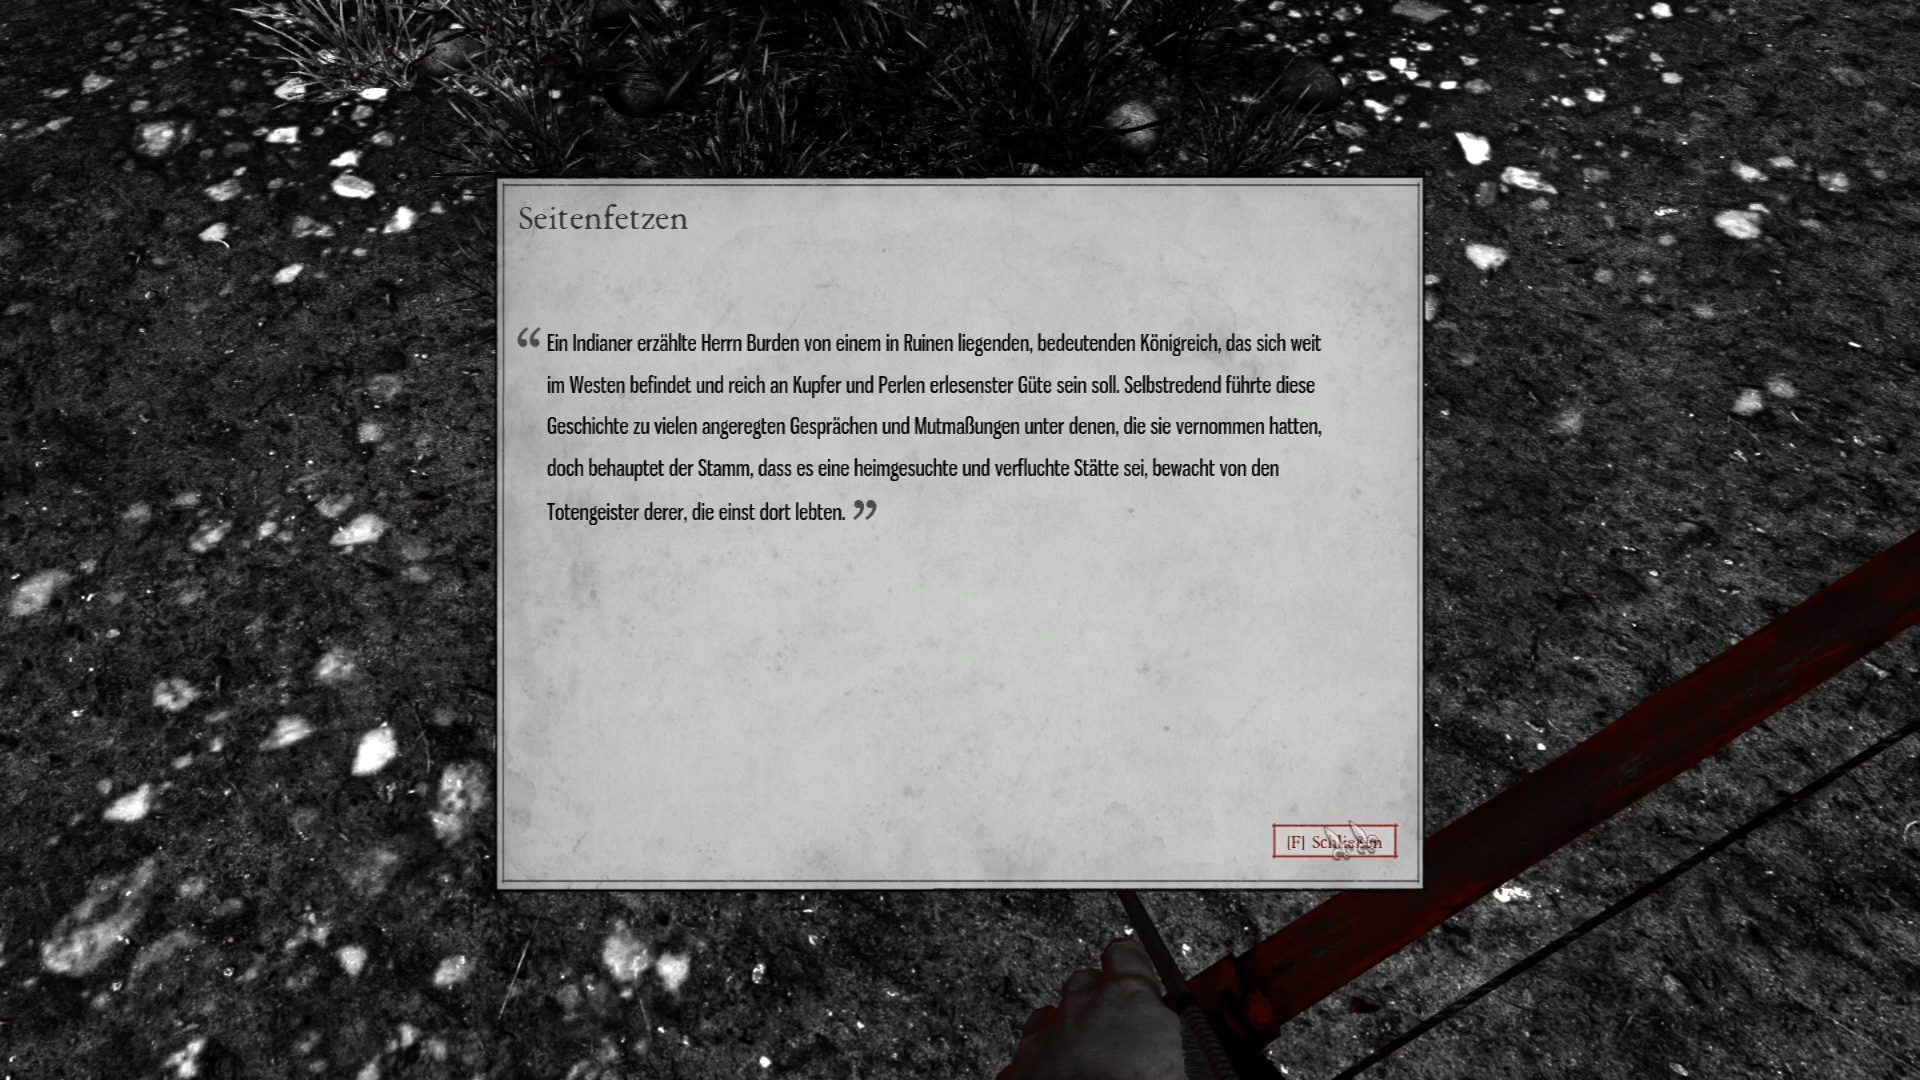 Seitenfetzen
“ Ein Indianer erzählte Herrn Burden von einem in Ruinen liegenden, bedeutenden Königreich, das sich weit
im Westen befindet und reich an Kupfer und Perlen erlesenster Güte sein soll. Selbstredend führte diese
Geschichte zu vielen angeregten Gesprächen und Mutmaßungen unter denen, die sie vernommen hatten,
doch behauptet der Stamm, dass es eine heimgesuchte und verfluchte Stätte sei, bewacht von den
Totengeister derer, die einst dort lebten. ”
[F] Schließen